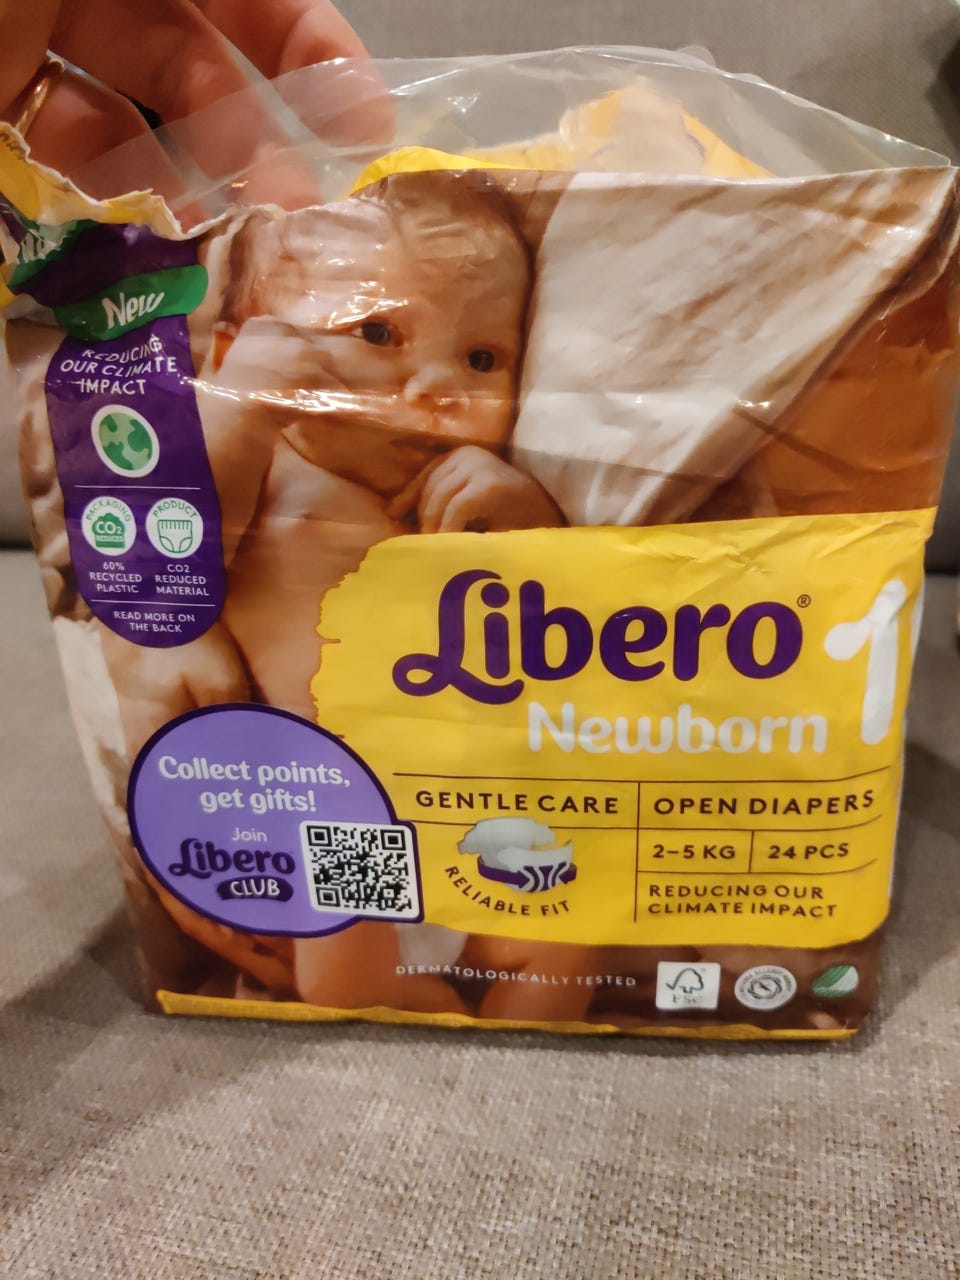 New
REDUCING
OUR CLIMATE
IMPACT
PACKAGING
CO2
REDUCED
PRODUCT
60%
RECYCLED
PLASTIC
CO2
REDUCED
MATERIAL
READ MORE ON
THE BACK
Libero®
1
Newborn
GENTLE CARE
OPEN DIAPERS
2–5 KG
24 PCS
RELIABLE FIT
REDUCING OUR
CLIMATE IMPACT
Collect points,
get gifts!
Join
Libero
CLUB
DERMATOLOGICALLY TESTED
FSC